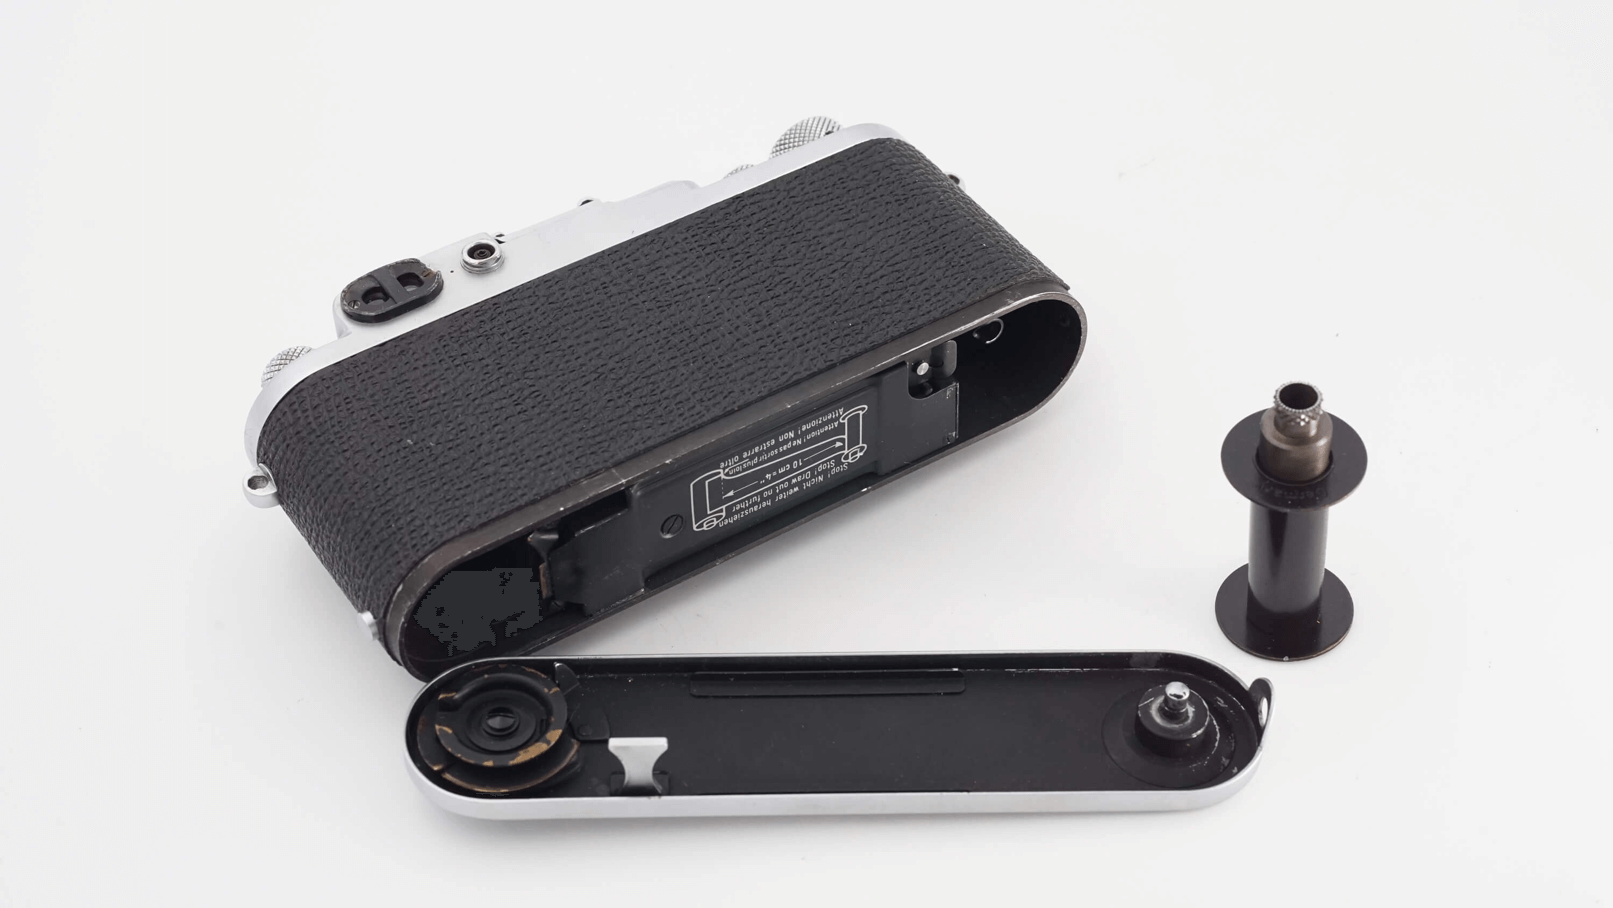 Stop! Nicht weiter herausziehen
Stop! Draw out no further
10 cm = 4"
Attention! Ne pas sortir plus loin
Attenzione! Non estrarre oltre